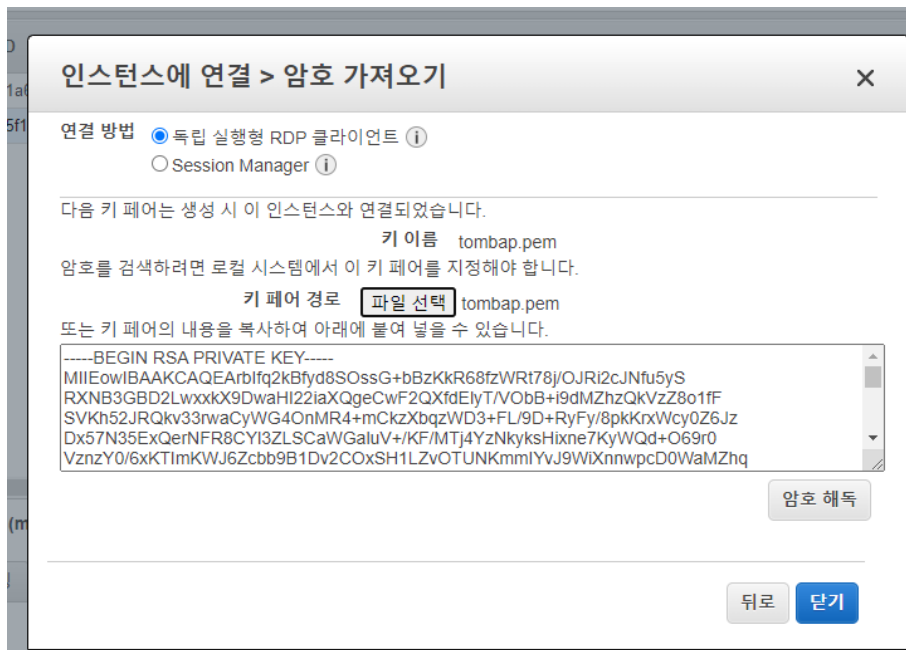 인스턴스에 연결 > 암호 가져오기
1a6
5f1
연결 방법 독립 실행형 RDP 클라이언트
Session Manager
다음 키 페어는 생성 시 이 인스턴스와 연결되었습니다.
키 이름 tombap.pem
암호를 검색하려면 로컬 시스템에서 이 키 페어를 지정해야 합니다.
키 페어 경로 파일 선택 tombap.pem
또는 키 페어의 내용을 복사하여 아래에 붙여 넣을 수 있습니다.
-----BEGIN RSA PRIVATE KEY-----
MIIEowIBAAKCAQEArbIfq2kBfyd8SOssG+bBzKkR68fzWRt78j/OJRi2cJNfu5yS
RXNB3GBD2LwxxkX9DwaHI22iaXQgeCwF2QXfdEIyT/VObB+i9dMZhzQkVzZ8o1fF
SVKh52JRQkv33rwaCyWG4OnMR4+mCkzXbqzWD3+FL/9D+RyFy/8pkKrxWcy0Z6Jz
Dx57N35ExQerNFR8CYI3ZLSCaWGaluV+/KF/MTj4YzNkyksHixne7KyWQd+O69r0
VznzY0/6xKTImKWJ6Zcbb9B1Dv2COxSH1LZvOTUNKmmIYvJ9WiXnnwpcD0WaMZhq
암호 해독
(m
뒤로 닫기